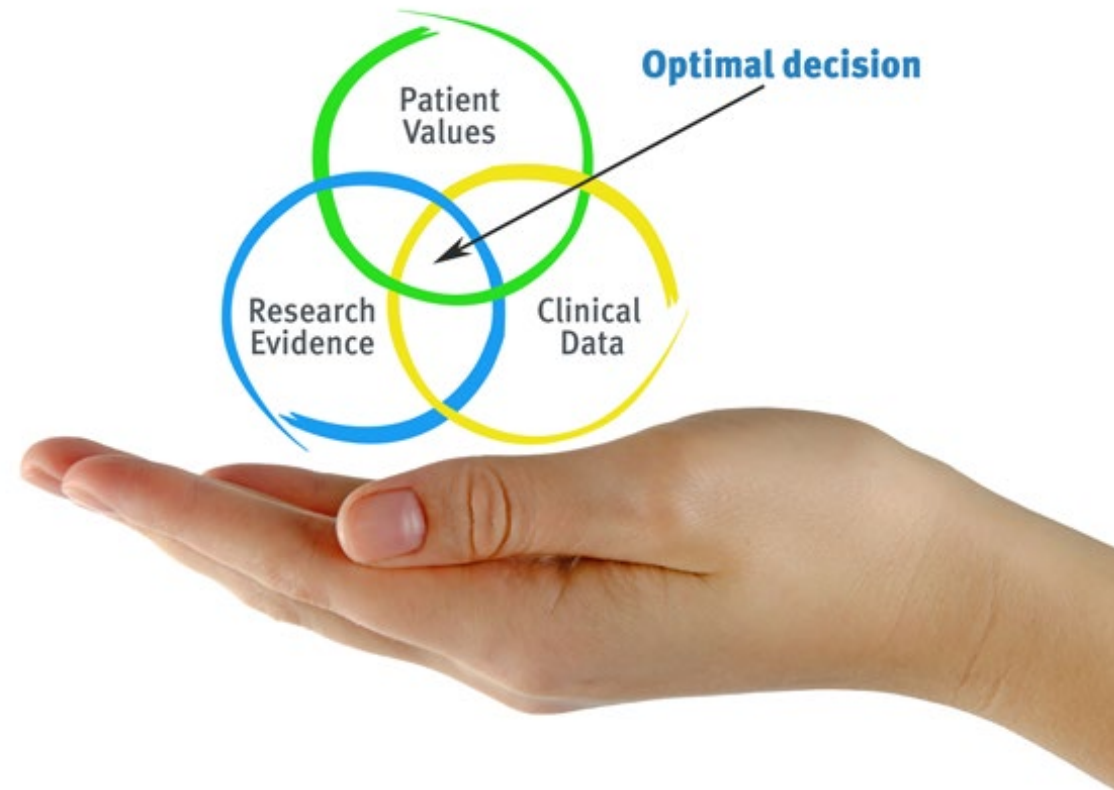 Optimal decision
Patient
Values
Research
Evidence
Clinical
Data